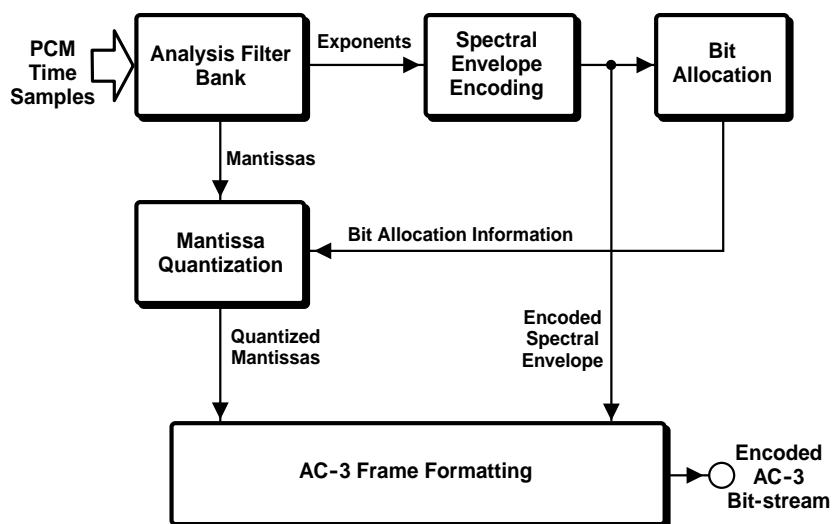 PCM
Time
Samples
Analysis Filter
Bank
Exponents
Spectral
Envelope
Encoding
Bit
Allocation
Mantissas
Mantissa
Quantization
Bit Allocation Information
Quantized
Mantissas
Encoded
Spectral
Envelope
AC-3 Frame Formatting
Encoded
AC-3
Bit-stream